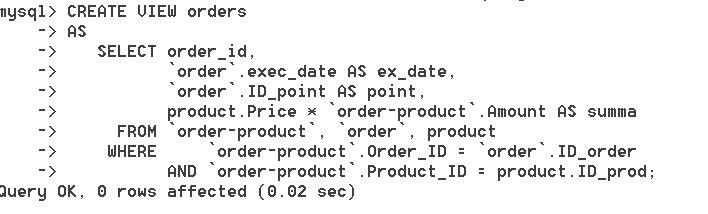 mysql> CREATE VIEW orders
    -> AS
    ->    SELECT order_id,
    ->           `order`.exec_date AS ex_date,
    ->           `order`.ID_point AS point,
    ->           product.Price * `order-product`.Amount AS summa
    ->      FROM `order-product`, `order`, product
    ->     WHERE     `order-product`.Order_ID = `order`.ID_order
    ->           AND `order-product`.Product_ID = product.ID_prod;
Query OK, 0 rows affected (0.02 sec)